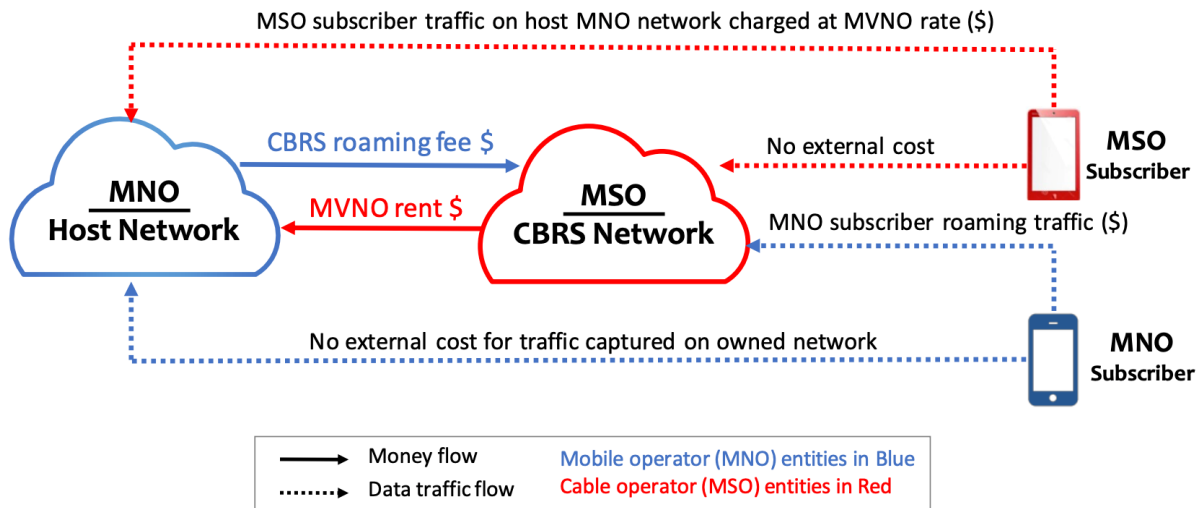 MSO subscriber traffic on host MNO network charged at MVNO rate ($)
CBRS roaming fee $
No external cost
MSO
Subscriber
MNO
Host Network
MVNO rent $
MSO
CBRS Network
MNO subscriber roaming traffic ($)
No external cost for traffic captured on owned network
MNO
Subscriber
Money flow
Mobile operator (MNO) entities in Blue
Data traffic flow
Cable operator (MSO) entities in Red